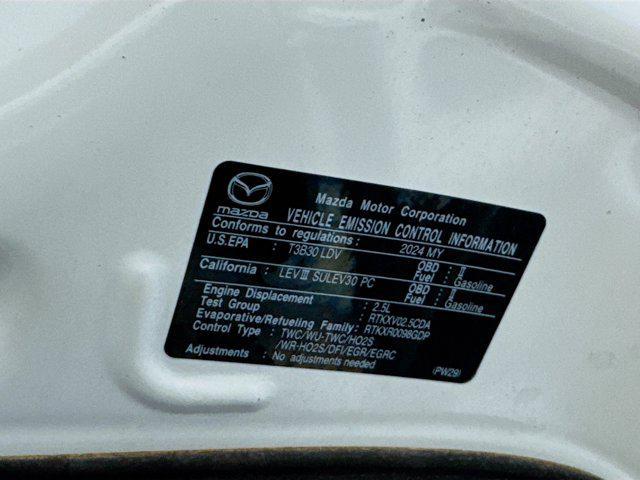 mazda
Mazda Motor Corporation
VEHICLE EMISSION CONTROL INFORMATION
Conforms to regulations : 2024 MY
U.S.EPA : T3B30 LDV OBD : II
Fuel : Gasoline
California : LEV III SULEV30 PC OBD : II
Fuel : Gasoline
Engine Displacement : 2.5L
Test Group : RTKXV02.5CDA
Evaporative/Refueling Family: RTKXR0098GDP
Control Type : TWC/WU-TWC/HO2S
/WR-HO2S/DFI/EGR/EGRC
Adjustments : No adjustments needed
(PW29)